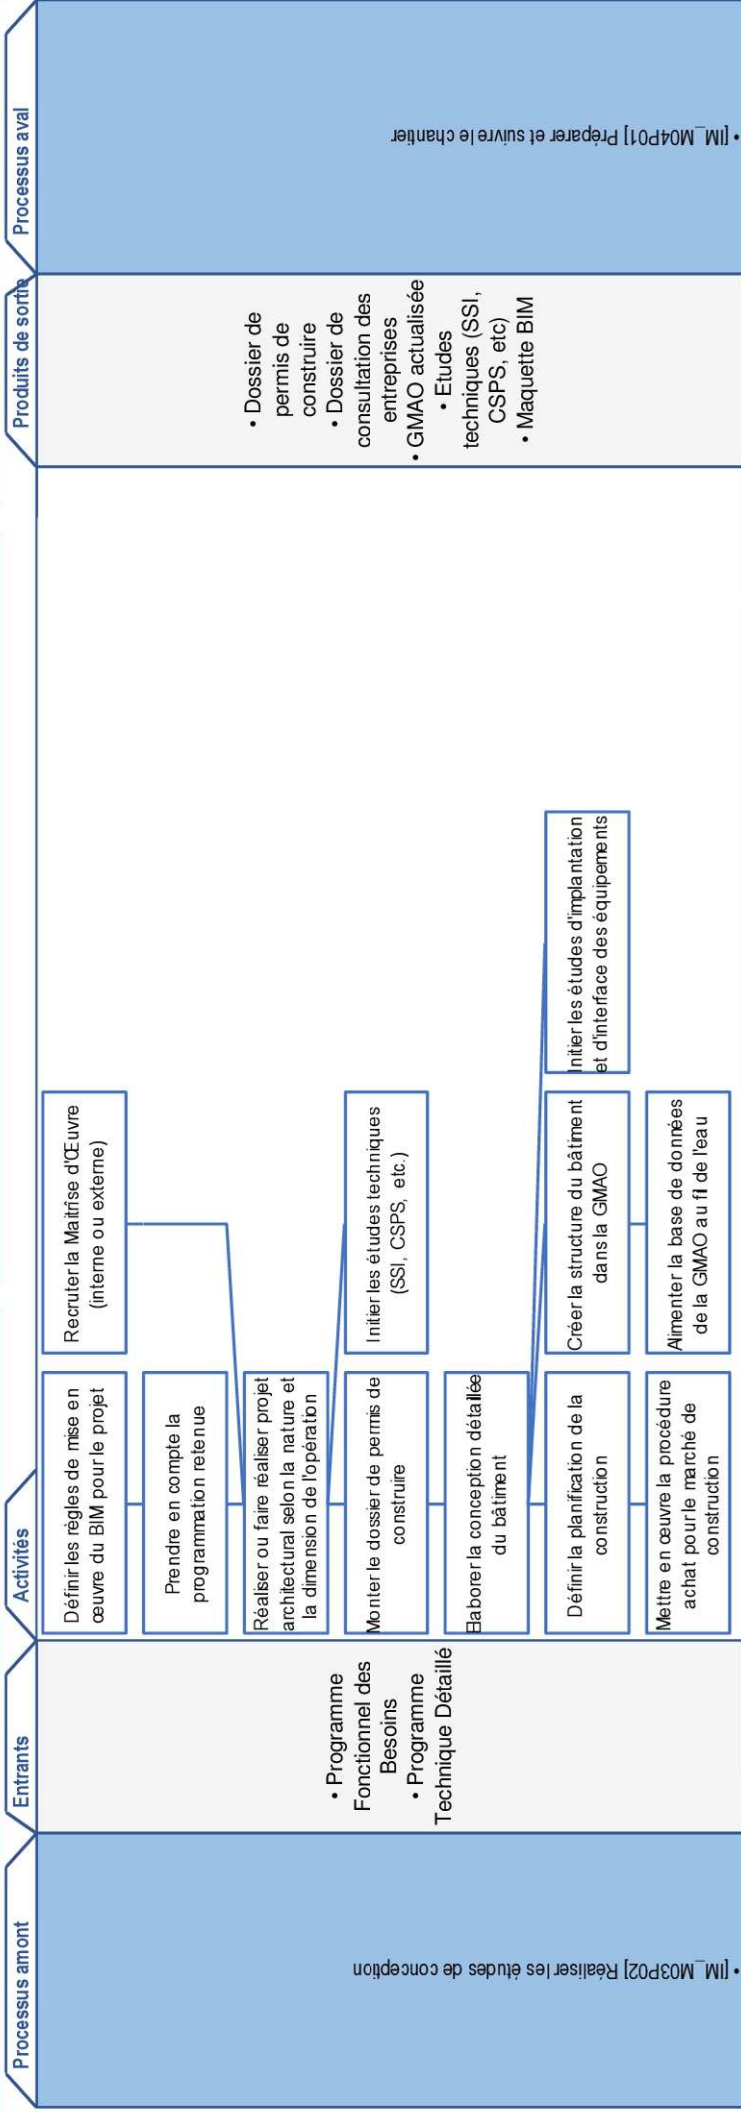 Processus amont
Entrants
Activités
Produits de sortie
Processus aval
• [IM_M03P02] Réaliser les études de conception
• Programme
Fonctionnel des
Besoins
• Programme
Technique Détaillé
Définir les règles de mise en
œuvre du BIM pour le projet
Recruter la Maitrise d'Œuvre
(interne ou externe)
Prendre en compte la
programmation retenue
Réaliser ou faire réaliser projet
architectural selon la nature et
la dimension de l'opération
Monter le dossier de permis de
construire
Initier les études techniques
(SSI, CSPS, etc.)
Elaborer la conception détaillée
du bâtiment
Définir la planification de la
construction
Créer la structure du bâtiment
dans la GMAO
Initier les études d'implantation
et d'interface des équipements
Mettre en œuvre la procédure
achat pour le marché de
construction
Alimenter la base de données
de la GMAO au fil de l'eau
• Dossier de
permis de
construire
• Dossier de
consultation des
entreprises
• GMAO actualisée
• Etudes
techniques (SSI,
CSPS, etc)
• Maquette BIM
• [IM_M04P01] Préparer et suivre le chantier